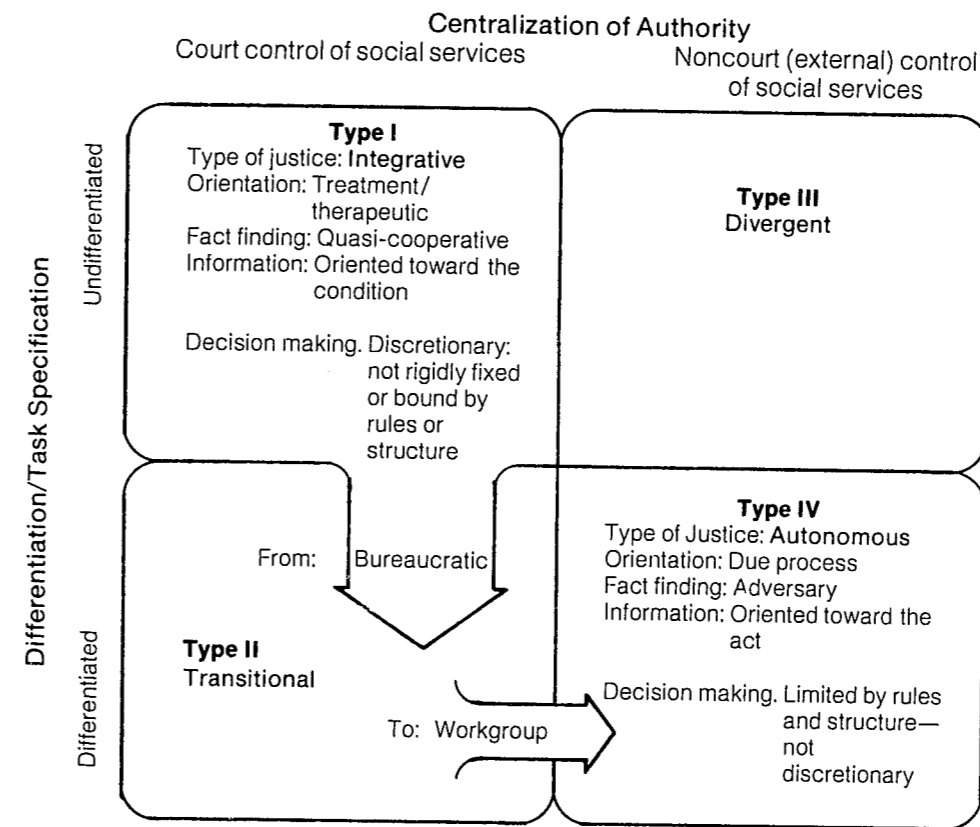 Centralization of Authority
Court control of social services
Noncourt (external) control
of social services
Differentiation/Task Specification
Undifferentiated
Type I
Type of justice: Integrative
Orientation: Treatment/
therapeutic
Fact finding: Quasi-cooperative
Information: Oriented toward the
condition
Decision making. Discretionary:
not rigidly fixed
or bound by
rules or
structure
Type III
Divergent
Differentiated
From: Bureaucratic
Type II
Transitional
To: Workgroup
Type IV
Type of Justice: Autonomous
Orientation: Due process
Fact finding: Adversary
Information: Oriented toward the
act
Decision making. Limited by rules
and structure—
not
discretionary